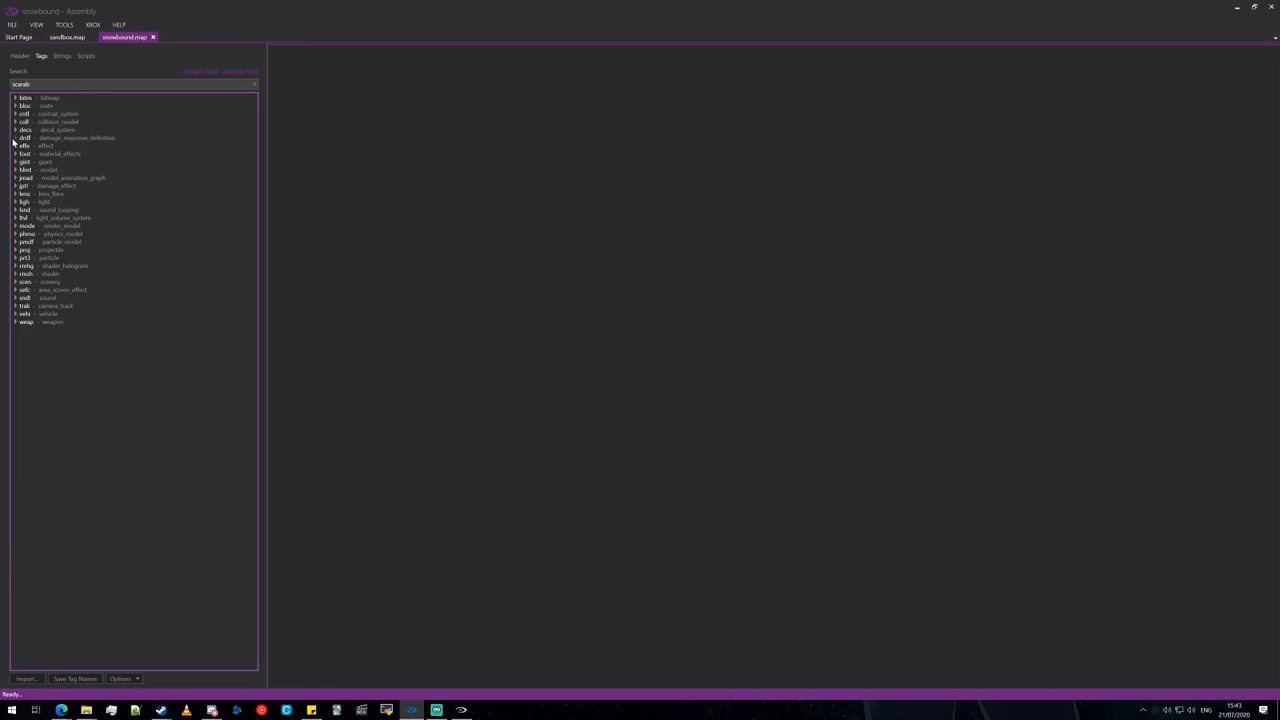 snowbound - Assembly
FILE VIEW TOOLS XBOX HELP
Start Page sandbox.map snowbound.map
Header Tags Strings Scripts
Search:
scarab
bitm - bitmap
bloc - crate
cntl - contrail_system
coll - collision_model
decs - decal_system
drdf - damage_response_definition
effe - effect
foot - material_effects
gint - giant
hlmt - model
jmad - model_animation_graph
jpt! - damage_effect
lens - lens_flare
ligh - light
lsnd - sound_looping
ltvl - light_volume_system
mode - render_model
phmo - physics_model
pmdf - particle_model
proj - projectile
prt3 - particle
rmhg - shader_halogram
rmsh - shader
scen - scenery
sefc - area_screen_effect
snd! - sound
trak - camera_track
vehi - vehicle
weap - weapon
Import... Save Tag Names Options
Ready...
ENG
15:43
21/07/2020